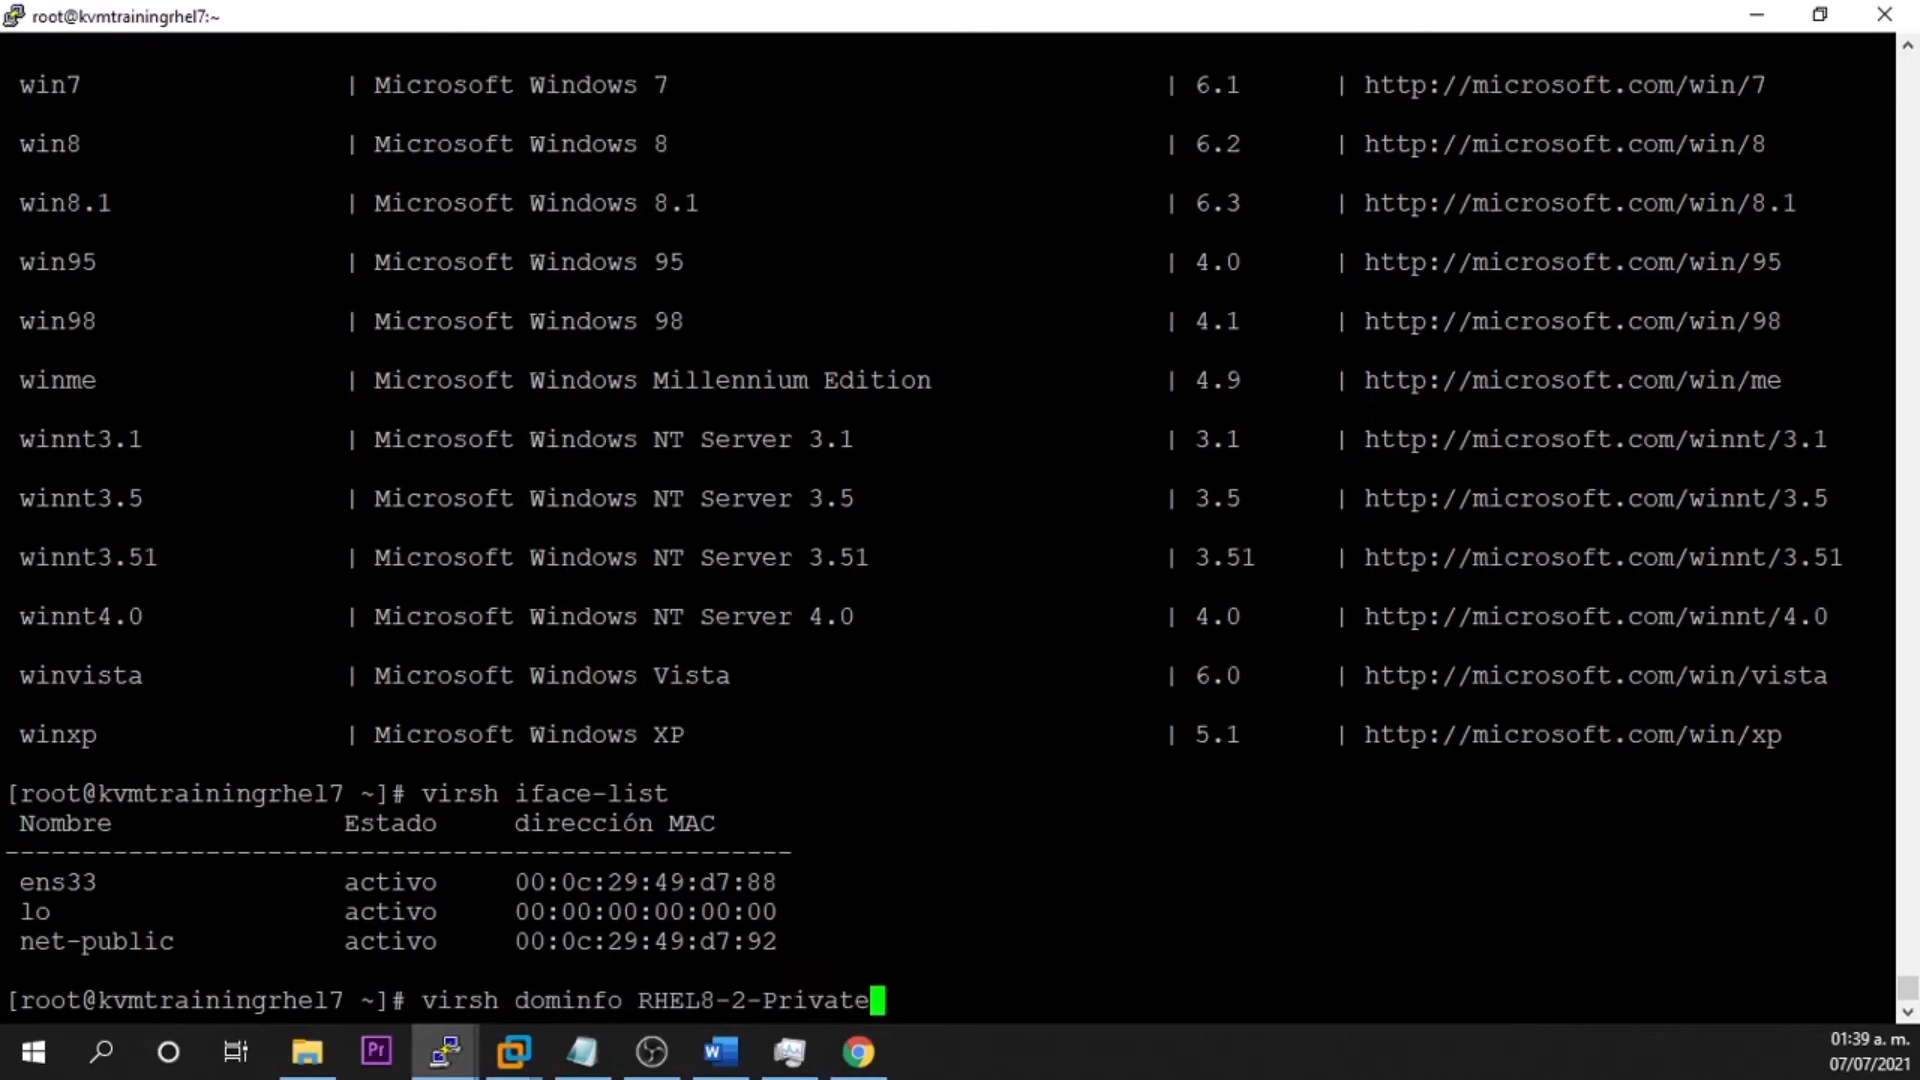 root@kvmtrainingrhel7:~
win7 | Microsoft Windows 7 | 6.1 | http://microsoft.com/win/7
win8 | Microsoft Windows 8 | 6.2 | http://microsoft.com/win/8
win8.1 | Microsoft Windows 8.1 | 6.3 | http://microsoft.com/win/8.1
win95 | Microsoft Windows 95 | 4.0 | http://microsoft.com/win/95
win98 | Microsoft Windows 98 | 4.1 | http://microsoft.com/win/98
winme | Microsoft Windows Millennium Edition | 4.9 | http://microsoft.com/win/me
winnt3.1 | Microsoft Windows NT Server 3.1 | 3.1 | http://microsoft.com/winnt/3.1
winnt3.5 | Microsoft Windows NT Server 3.5 | 3.5 | http://microsoft.com/winnt/3.5
winnt3.51 | Microsoft Windows NT Server 3.51 | 3.51 | http://microsoft.com/winnt/3.51
winnt4.0 | Microsoft Windows NT Server 4.0 | 4.0 | http://microsoft.com/winnt/4.0
winvista | Microsoft Windows Vista | 6.0 | http://microsoft.com/win/vista
winxp | Microsoft Windows XP | 5.1 | http://microsoft.com/win/xp
[root@kvmtrainingrhel7 ~]# virsh iface-list
Nombre Estado dirección MAC
---------------------------------------------------
ens33 activo 00:0c:29:49:d7:88
lo activo 00:00:00:00:00:00
net-public activo 00:0c:29:49:d7:92
[root@kvmtrainingrhel7 ~]# virsh dominfo RHEL8-2-Private
Pr
W
01:39 a. m.
07/07/2021